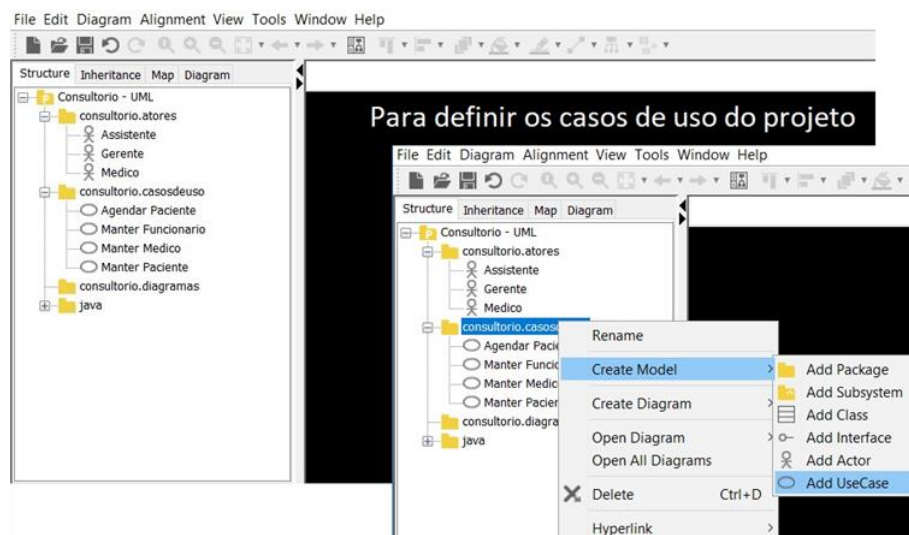 File Edit Diagram Alignment View Tools Window Help
Structure Inheritance Map Diagram
Consultorio - UML
consultorio.atores
Assistente
Gerente
Medico
consultorio.casosdeuso
Agendar Paciente
Manter Funcionario
Manter Medico
Manter Paciente
consultorio.diagramas
java
Para definir os casos de uso do projeto
File Edit Diagram Alignment View Tools Window Help
Structure Inheritance Map Diagram
Consultorio - UML
consultorio.atores
Assistente
Gerente
Medico
consultorio.casosd
Agendar Pacie
Manter Funcio
Manter Medic
Manter Pacien
consultorio.diagra
java
Rename
Create Model
Create Diagram
Open Diagram
Open All Diagrams
Delete Ctrl+D
Hyperlink
Add Package
Add Subsystem
Add Class
Add Interface
Add Actor
Add UseCase